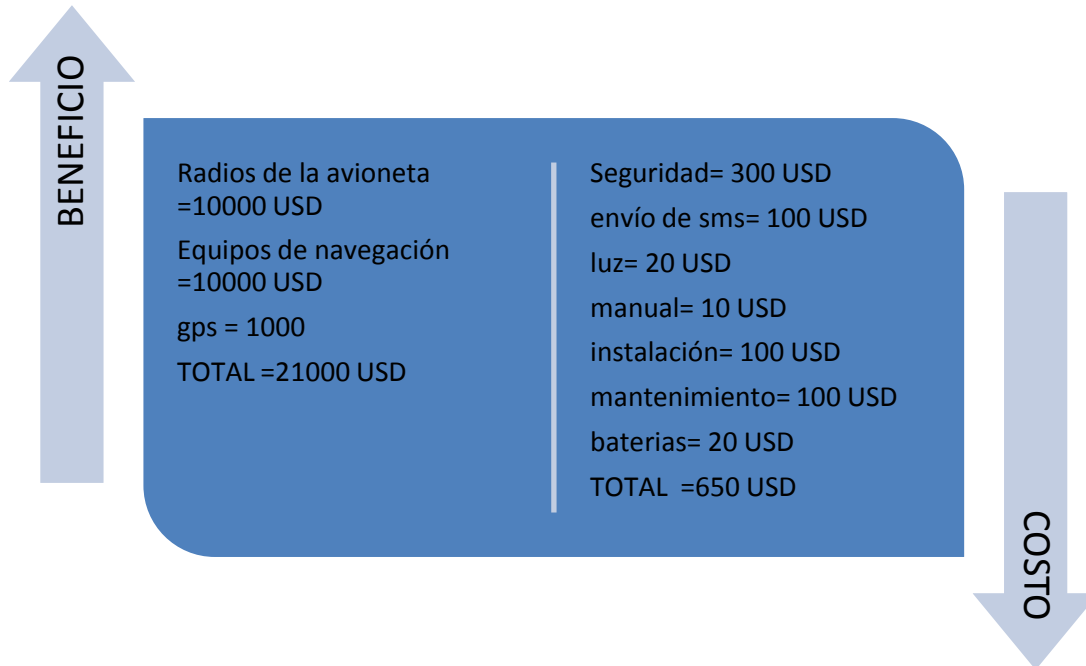 BENEFICIO
Radios de la avioneta
=10000 USD
Equipos de navegación
=10000 USD
gps = 1000
TOTAL =21000 USD
Seguridad= 300 USD
envío de sms= 100 USD
luz= 20 USD
manual= 10 USD
instalación= 100 USD
mantenimiento= 100 USD
baterias= 20 USD
TOTAL  =650 USD
COSTO